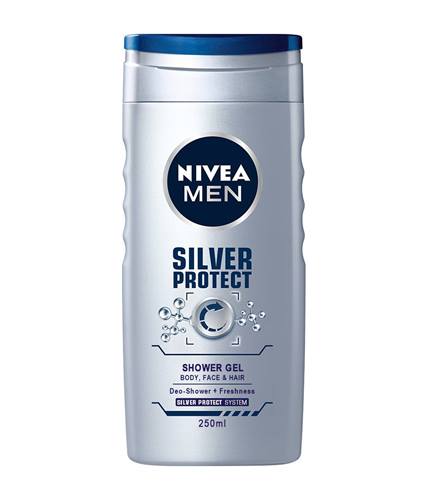 NIVEA
MEN
SILVER
PROTECT
SHOWER GEL
BODY, FACE & HAIR
Deo-Shower + Freshness
SILVER PROTECT SYSTEM
250ml